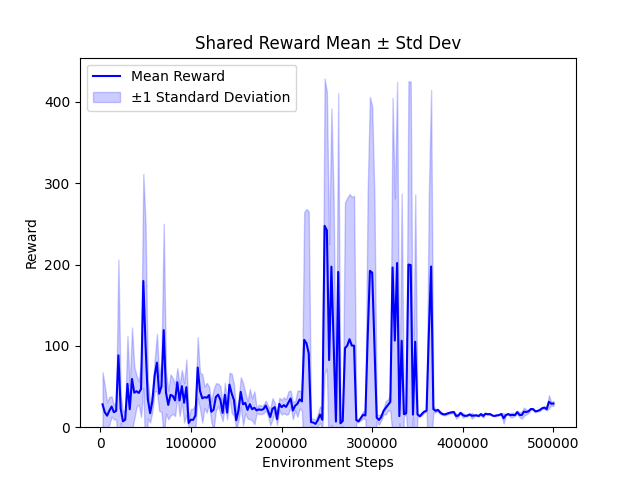 Shared Reward Mean ± Std Dev
Mean Reward
±1 Standard Deviation
Reward
400
300
200
100
0
0 100000 200000 300000 400000 500000
Environment Steps